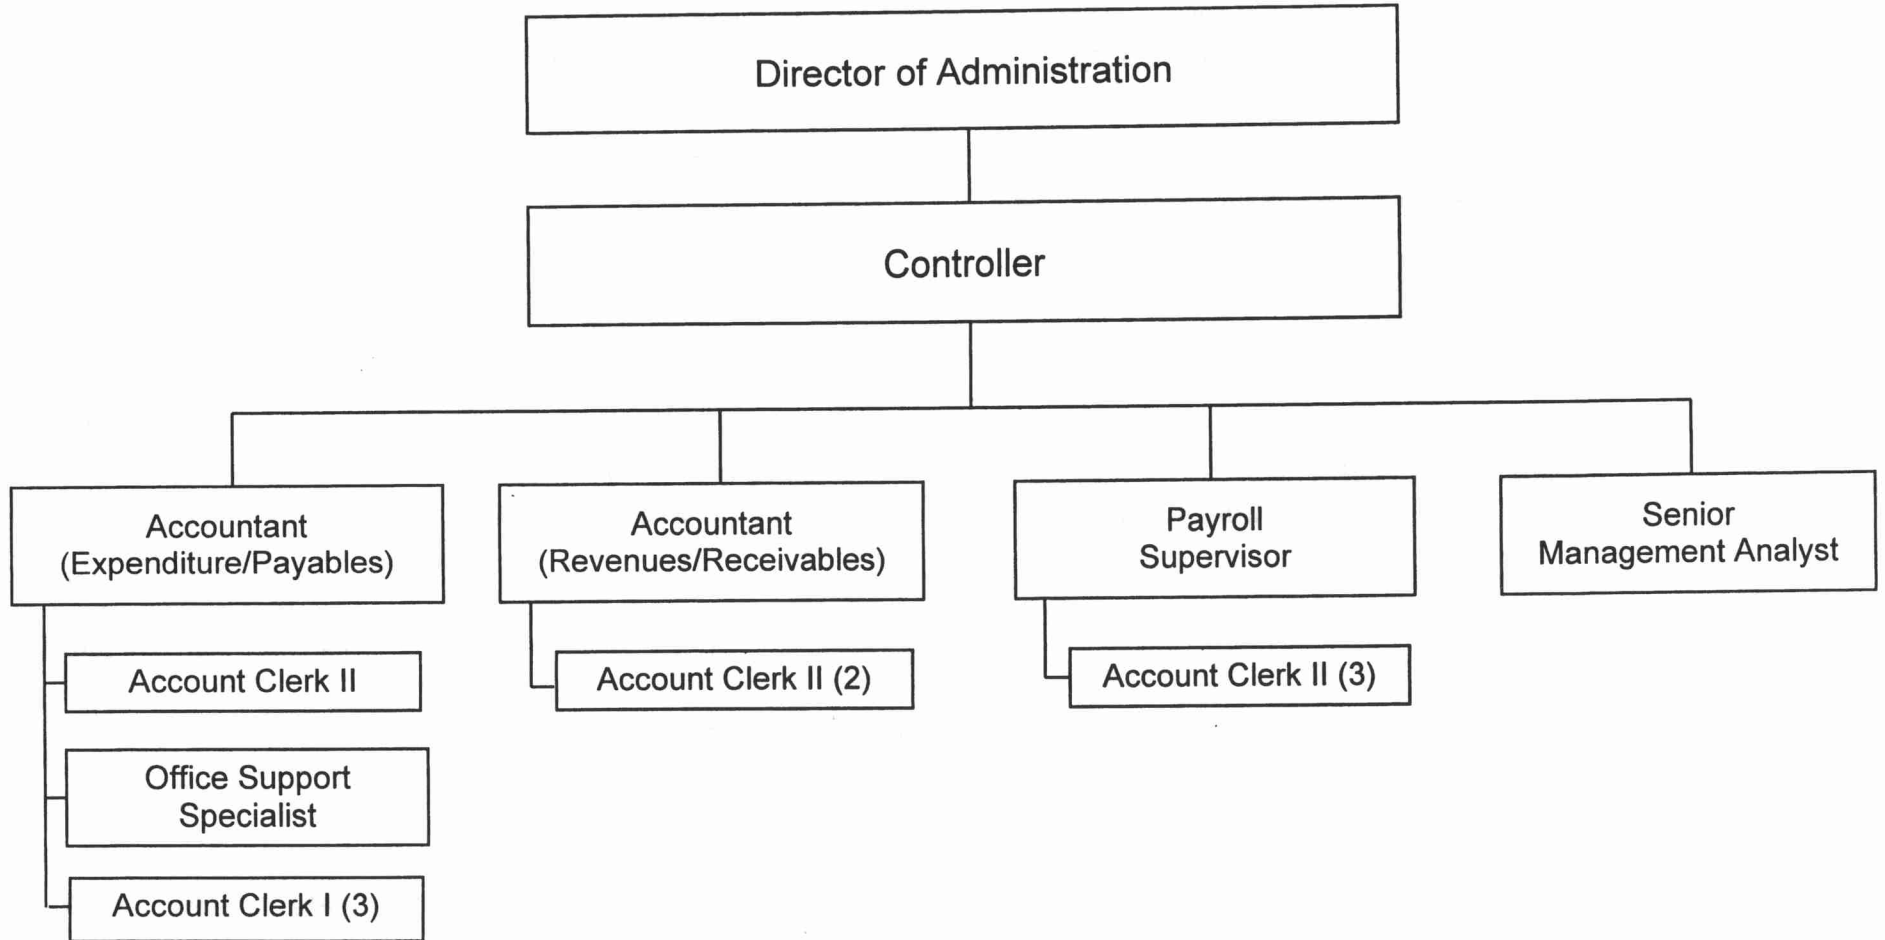 Director of Administration
Controller
Accountant
(Expenditure/Payables)
Accountant
(Revenues/Receivables)
Payroll
Supervisor
Senior
Management Analyst
Account Clerk II
Office Support
Specialist
Account Clerk I (3)
Account Clerk II (2)
Account Clerk II (3)